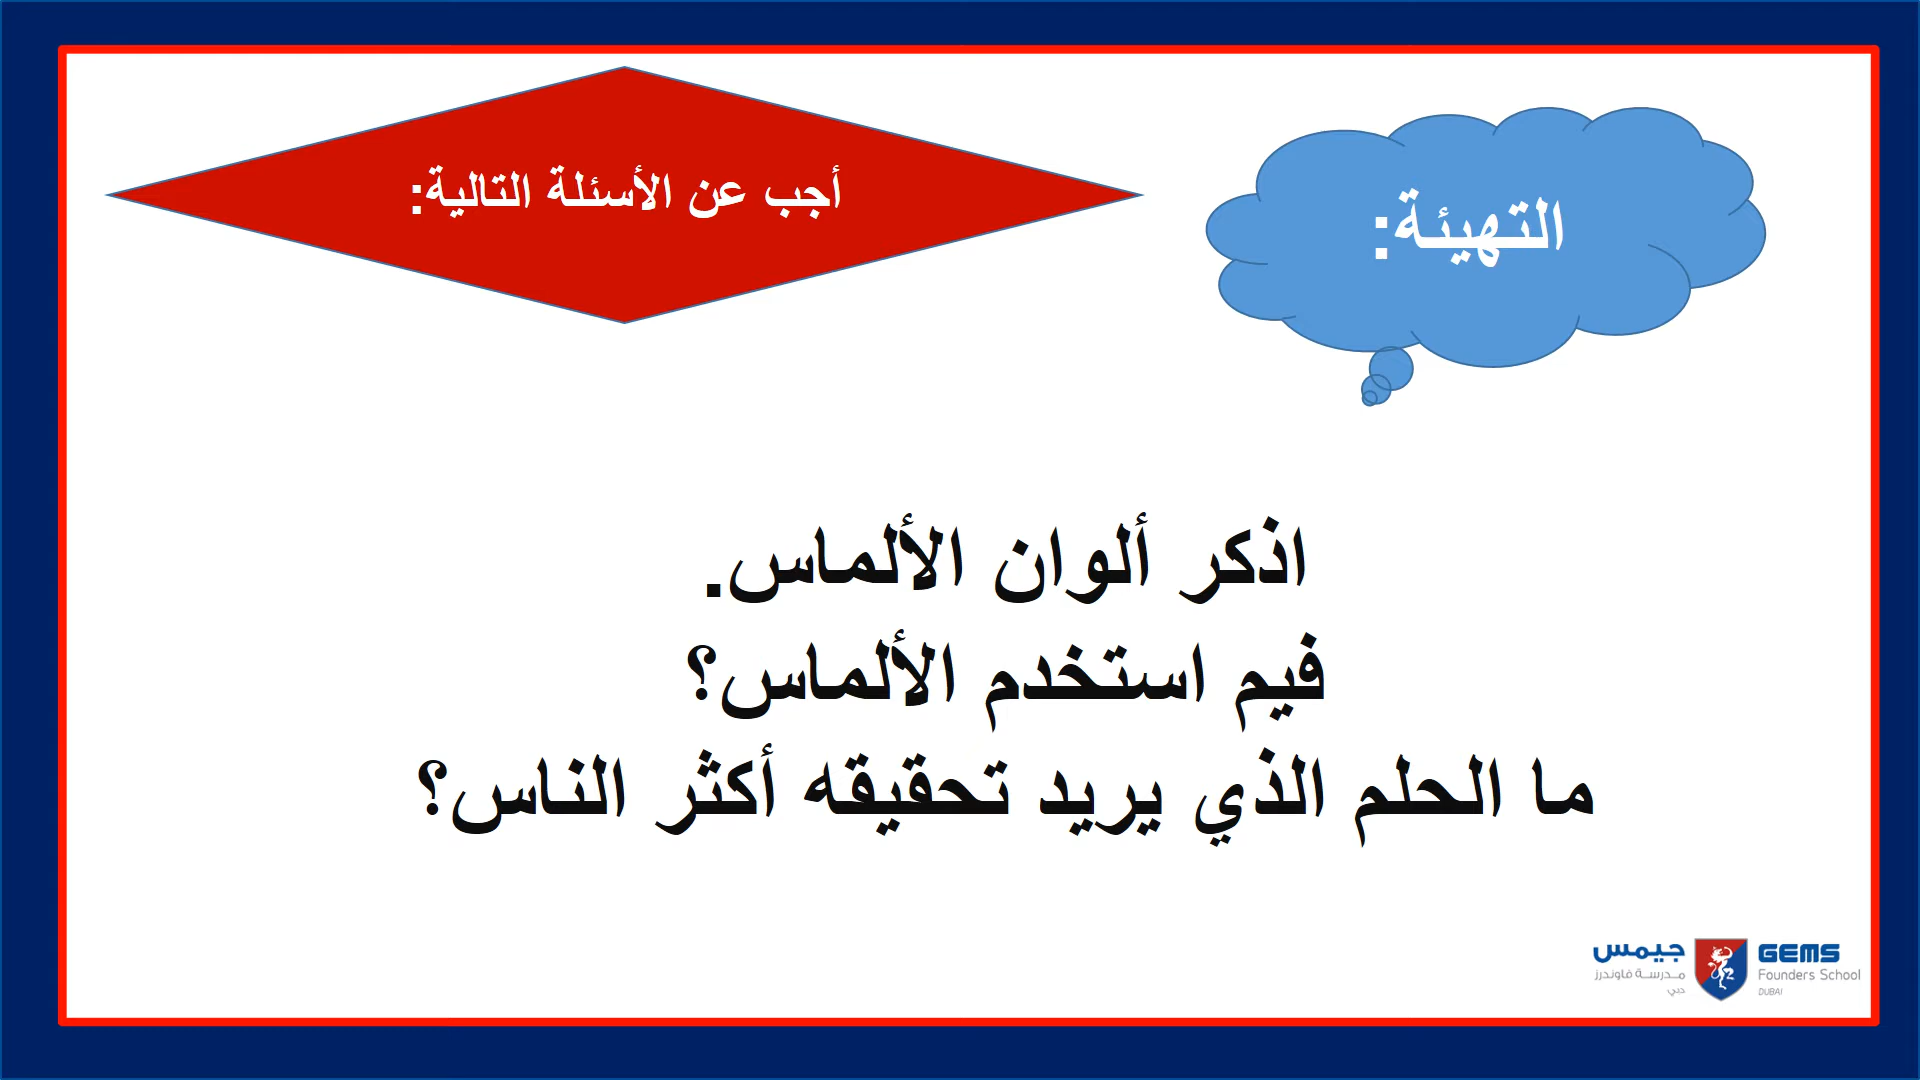 التهيئة:
أجب عن الأسئلة التالية:
اذكر ألوان الألماس.
فيم استخدم الألماس؟
ما الحلم الذي يريد تحقيقه أكثر الناس؟
جيمس
مدرسة فاوندرز
دبي
GEMS
Founders School
DUBAI